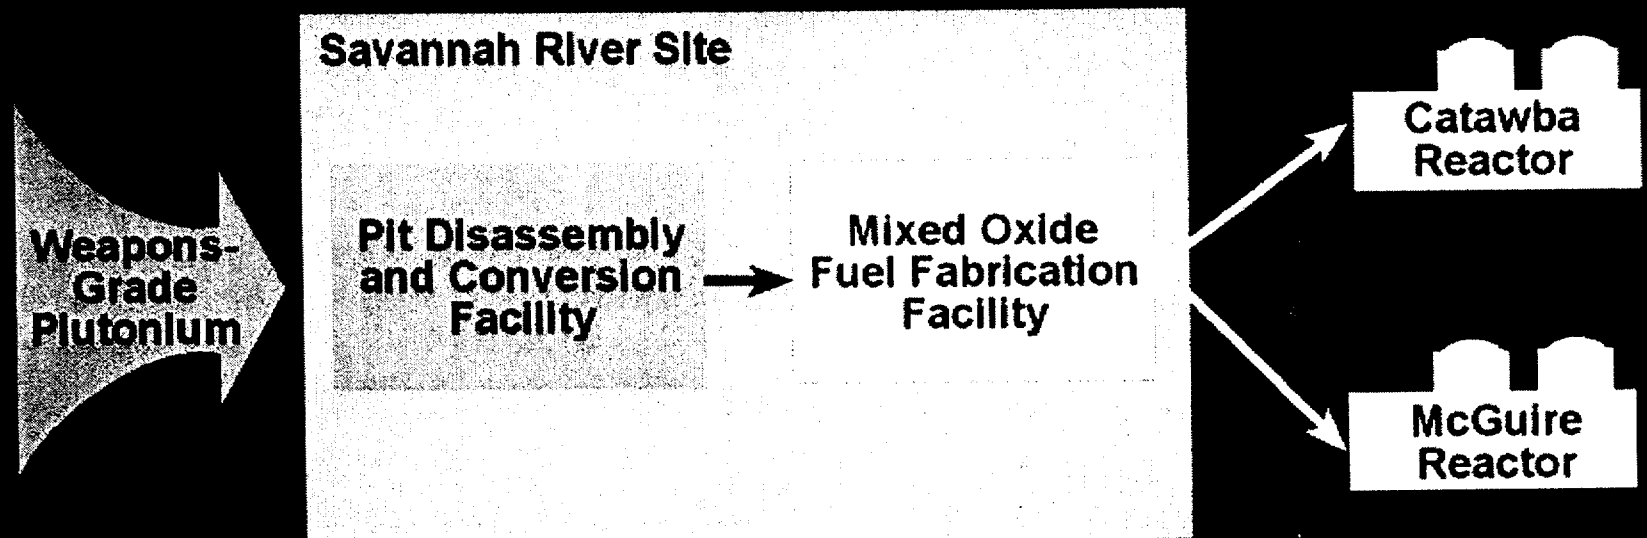 Savannah River Site
Weapons-
Grade
Plutonium
Pit Disassembly
and Conversion
Facility
Mixed Oxide
Fuel Fabrication
Facility
Catawba
Reactor
McGuire
Reactor